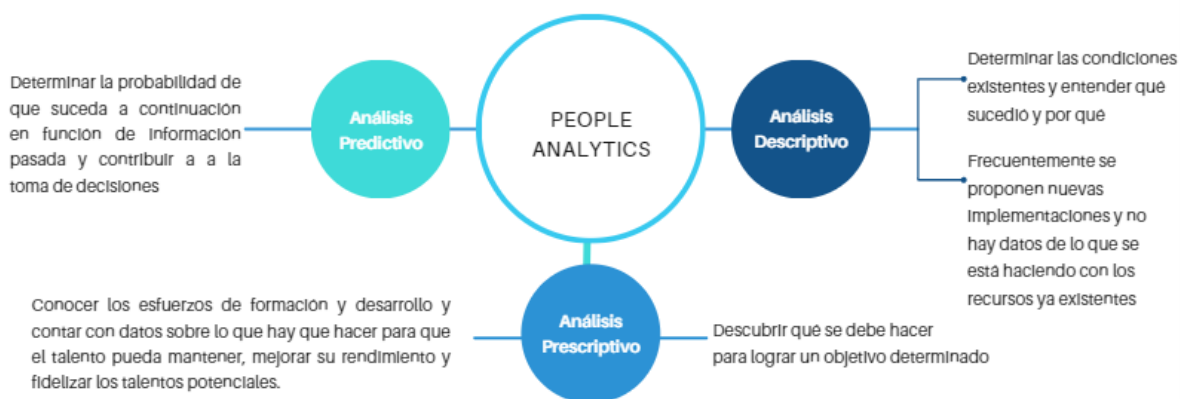 Determinar la probabilidad de
que suceda a continuación
en función de información
pasada y contribuir a a la
toma de decisiones
Análisis
Predictivo
PEOPLE
ANALYTICS
Análisis
Descriptivo
Determinar las condiciones
existentes y entender qué
sucedió y por qué
Frecuentemente se
proponen nuevas
implementaciones y no
hay datos de lo que se
está haciendo con los
recursos ya existentes
Conocer los esfuerzos de formación y desarrollo y
contar con datos sobre lo que hay que hacer para que
el talento pueda mantener, mejorar su rendimiento y
fidelizar los talentos potenciales.
Análisis
Prescriptivo
Descubrir qué se debe hacer
para lograr un objetivo determinado